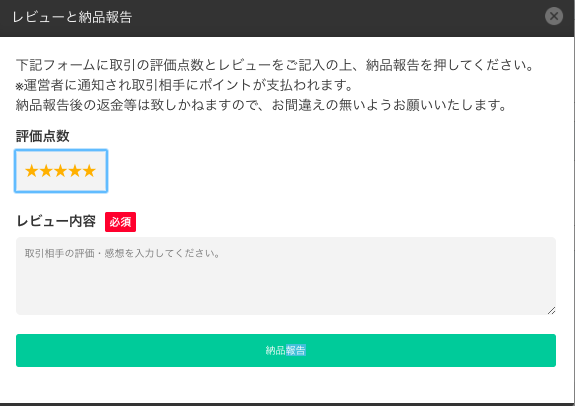 レビューと納品報告
下記フォームに取引の評価点数とレビューをご記入の上、納品報告を押してください。
※運営者に通知され取引相手にポイントが支払われます。
納品報告後の返金等は致しかねますので、お間違えの無いようお願いいたします。
評価点数
★★★★★
レビュー内容 必須
取引相手の評価・感想を入力してください。
納品報告